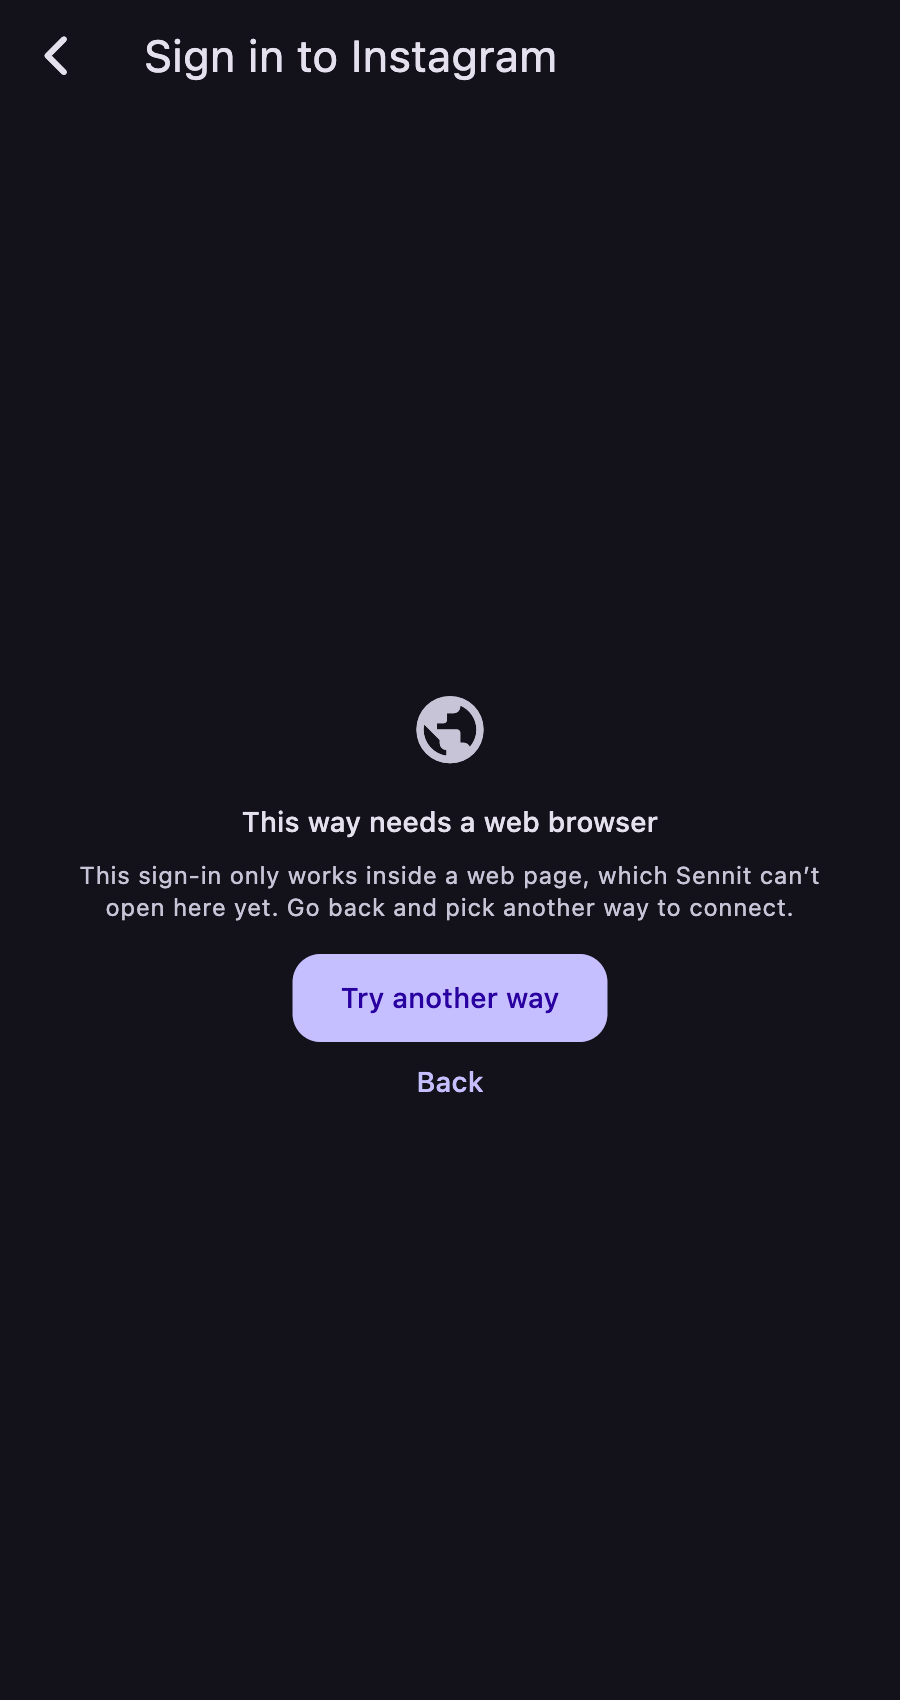 Sign in to Instagram
This way needs a web browser
This sign-in only works inside a web page, which Sennit can’t
open here yet. Go back and pick another way to connect.
Try another way
Back